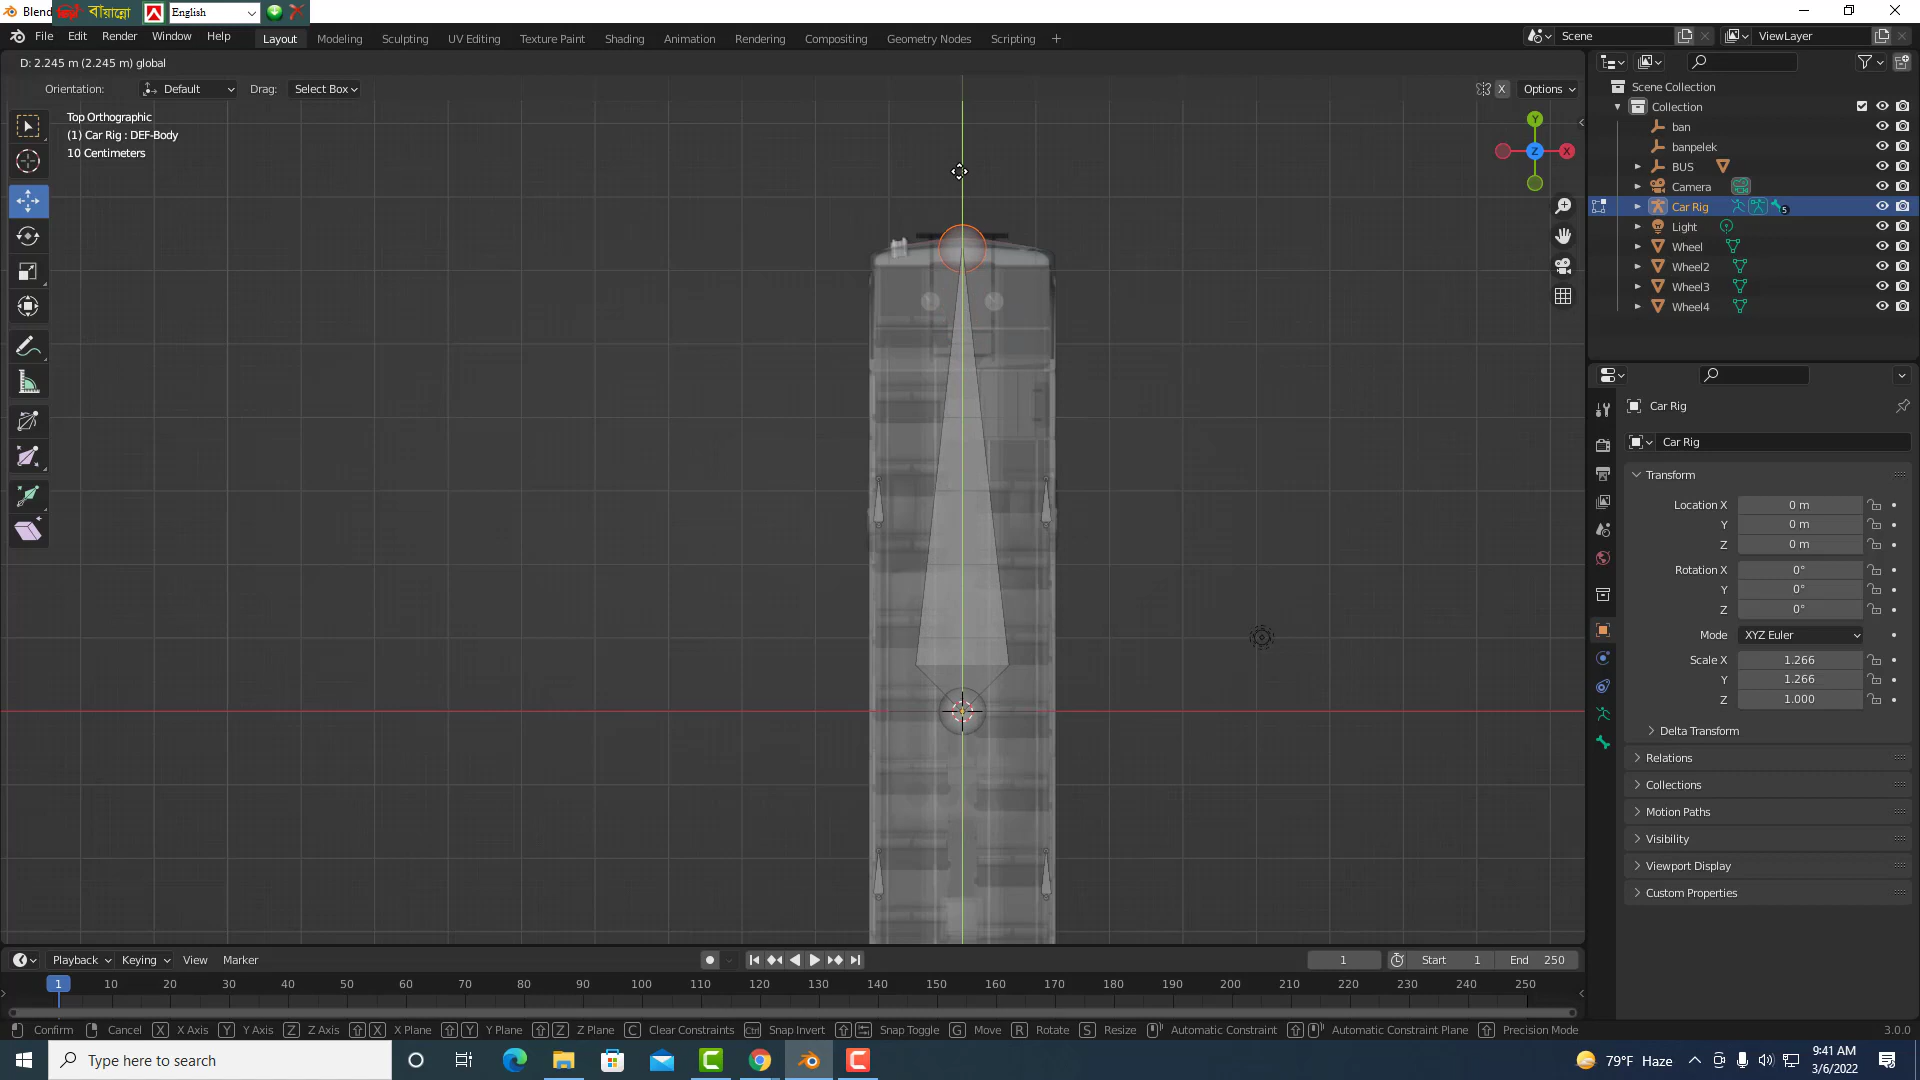 Blend
বায়ান্নো
English
File Edit Render Window Help
Layout Modeling Sculpting UV Editing Texture Paint Shading Animation Rendering Compositing Geometry Nodes Scripting
Scene
ViewLayer
D: 2.245 m (2.245 m) global
Orientation: Default Drag: Select Box
X Options
Top Orthographic
(1) Car Rig : DEF-Body
10 Centimeters
Y
Z X
Scene Collection
Collection
ban
banpelek
BUS
Camera
Car Rig 5
Light
Wheel
Wheel2
Wheel3
Wheel4
Car Rig
Car Rig
Transform
Location X 0 m
Y 0 m
Z 0 m
Rotation X 0°
Y 0°
Z 0°
Mode XYZ Euler
Scale X 1.266
Y 1.266
Z 1.000
Delta Transform
Relations
Collections
Motion Paths
Visibility
Viewport Display
Custom Properties
Playback Keying View Marker
1 Start 1 End 250
1 10 20 30 40 50 60 70 80 90 100 110 120 130 140 150 160 170 180 190 200 210 220 230 240 250
Confirm Cancel X X Axis Y Y Axis Z Z Axis X X Plane Y Y Plane Z Z Plane C Clear Constraints Ctrl Snap Invert Snap Toggle G Move R Rotate S Resize Automatic Constraint Automatic Constraint Plane Precision Mode 3.0.0
Type here to search
79°F Haze
9:41 AM
3/6/2022